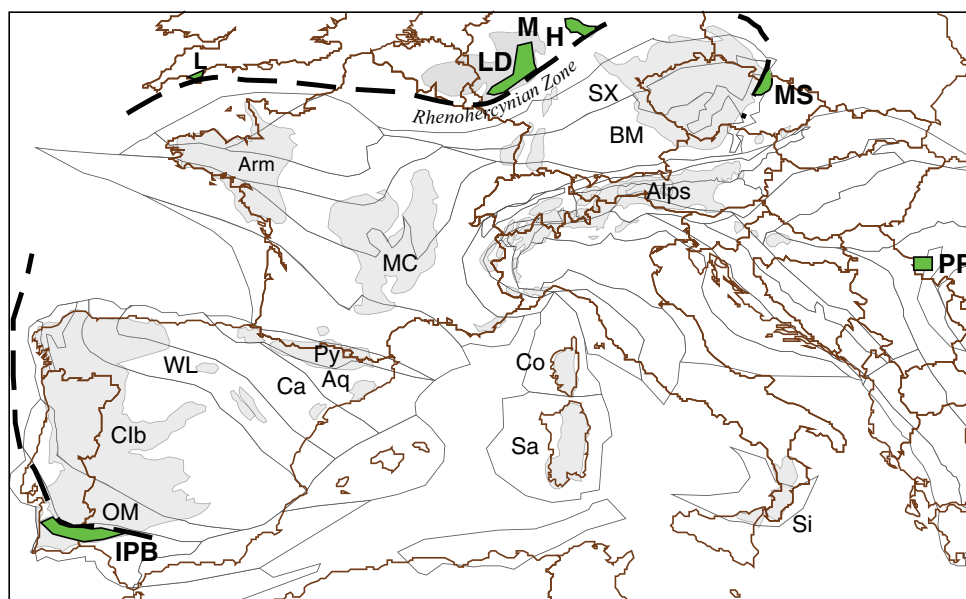 M
H
L
LD
Rhenohercynian Zone
SX
MS
BM
Arm
Alps
MC
PP
Py
WL
Co
Aq
Ca
CIb
Sa
OM
Si
IPB